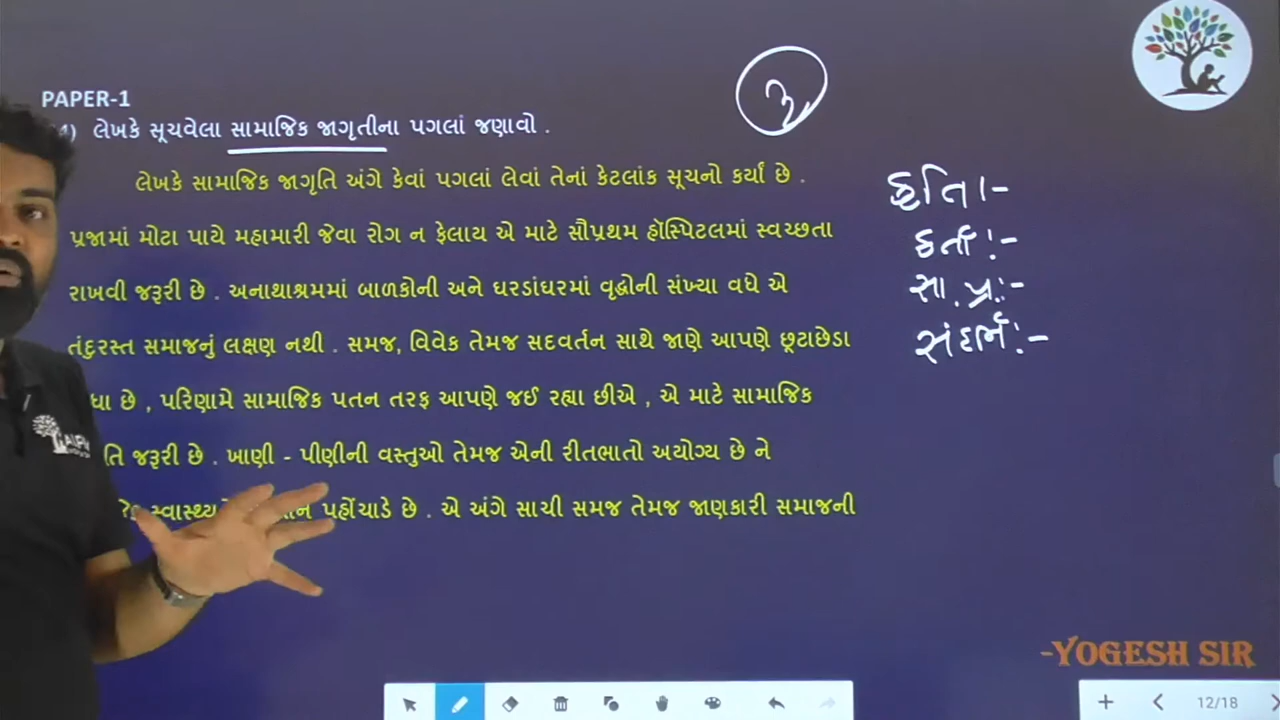 PAPER-1
લેખકે સૂચવેલા સામાજિક જાગૃતીના પગલાં જણાવો .
લેખકે સામાજિક જાગૃતિ અંગે કેવાં પગલાં લેવાં તેનાં કેટલાંક સૂચનો કર્યાં છે .
પ્રજામાં મોટા પાયે મહામારી જેવા રોગ ન ફેલાય એ માટે સૌપ્રથમ હૉસ્પિટલમાં સ્વચ્છતા
રાખવી જરૂરી છે . અનાથાશ્રમમાં બાળકોની અને ઘરડાંઘરમાં વૃદ્ધોની સંખ્યા વધે એ
તંદુરસ્ત સમાજનું લક્ષણ નથી . સમજ, વિવેક તેમજ સદવર્તન સાથે જાણે આપણે છૂટાછેડા
છે , પરિણામે સામાજિક પતન તરફ આપણે જઈ રહ્યા છીએ , એ માટે સામાજિક
જરૂરી છે . ખાણી - પીણીની વસ્તુઓ તેમજ એની રીતભાતો અયોગ્ય છે ને
પહોંચાડે છે . એ અંગે સાચી સમજ તેમજ જાણકારી સમાજની
૩
કૃતિ:-
કર્તા:-
સા.પ્ર:-
સંદર્ભ:-
-YOGESH SIR
12/18